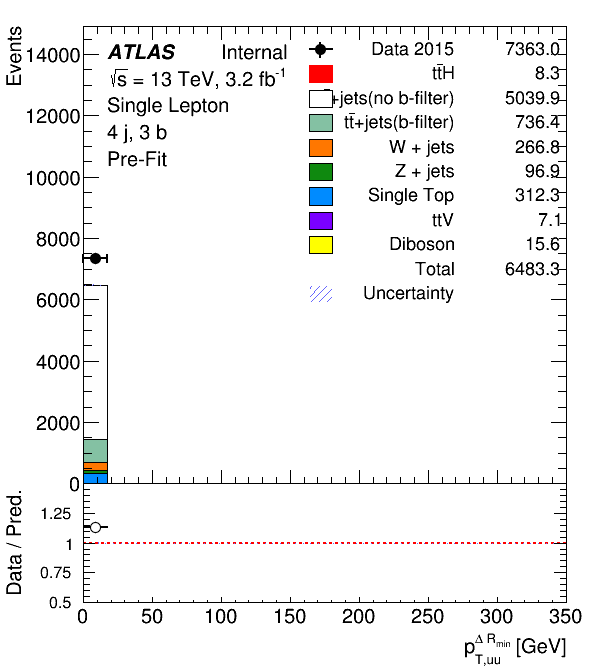 Events
14000
12000
10000
8000
6000
4000
2000
0
ATLAS Internal
√s = 13 TeV, 3.2 fb⁻¹
Single Lepton
4 j, 3 b
Pre-Fit
Data 2015 7363.0
tt̄H 8.3
+jets(no b-filter) 5039.9
tt̄+jets(b-filter) 736.4
W + jets 266.8
Z + jets 96.9
Single Top 312.3
ttV 7.1
Diboson 15.6
Total 6483.3
Uncertainty
Data / Pred.
1.25
1
0.75
0.5
0 50 100 150 200 250 300 350
p_{T,uu}^{Δ R_{min}} [GeV]